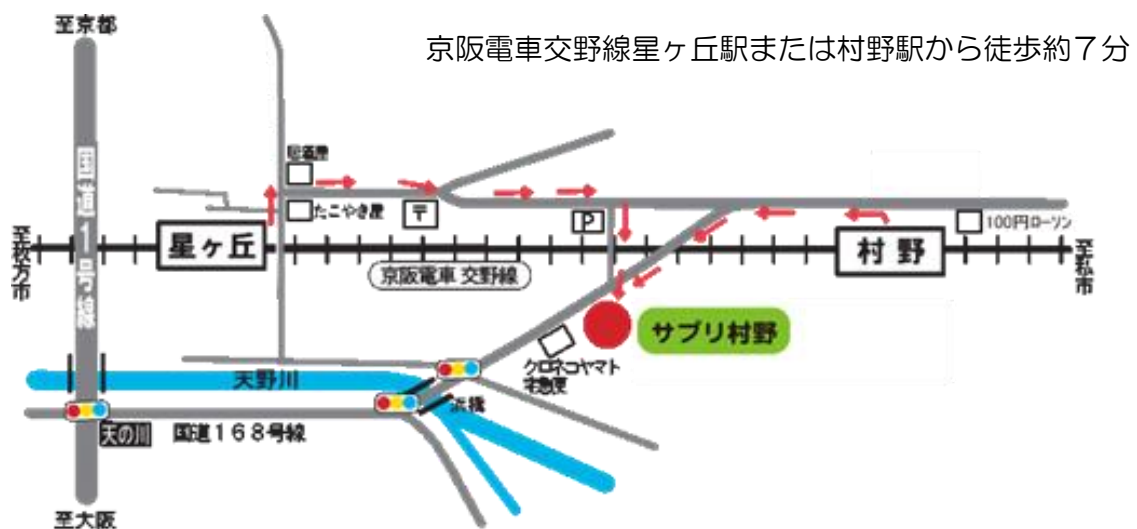 至京都
京阪電車交野線星ヶ丘駅または村野駅から徒歩約７分
国道1号線
居酒屋
たこやき屋
〒
P
100円ローソン
至枚方市
星ヶ丘
村野
至私市
京阪電車 交野線
サプリ村野
クロネコヤマト
宅急便
天野川
浜橋
天の川
国道１６８号線
至大阪